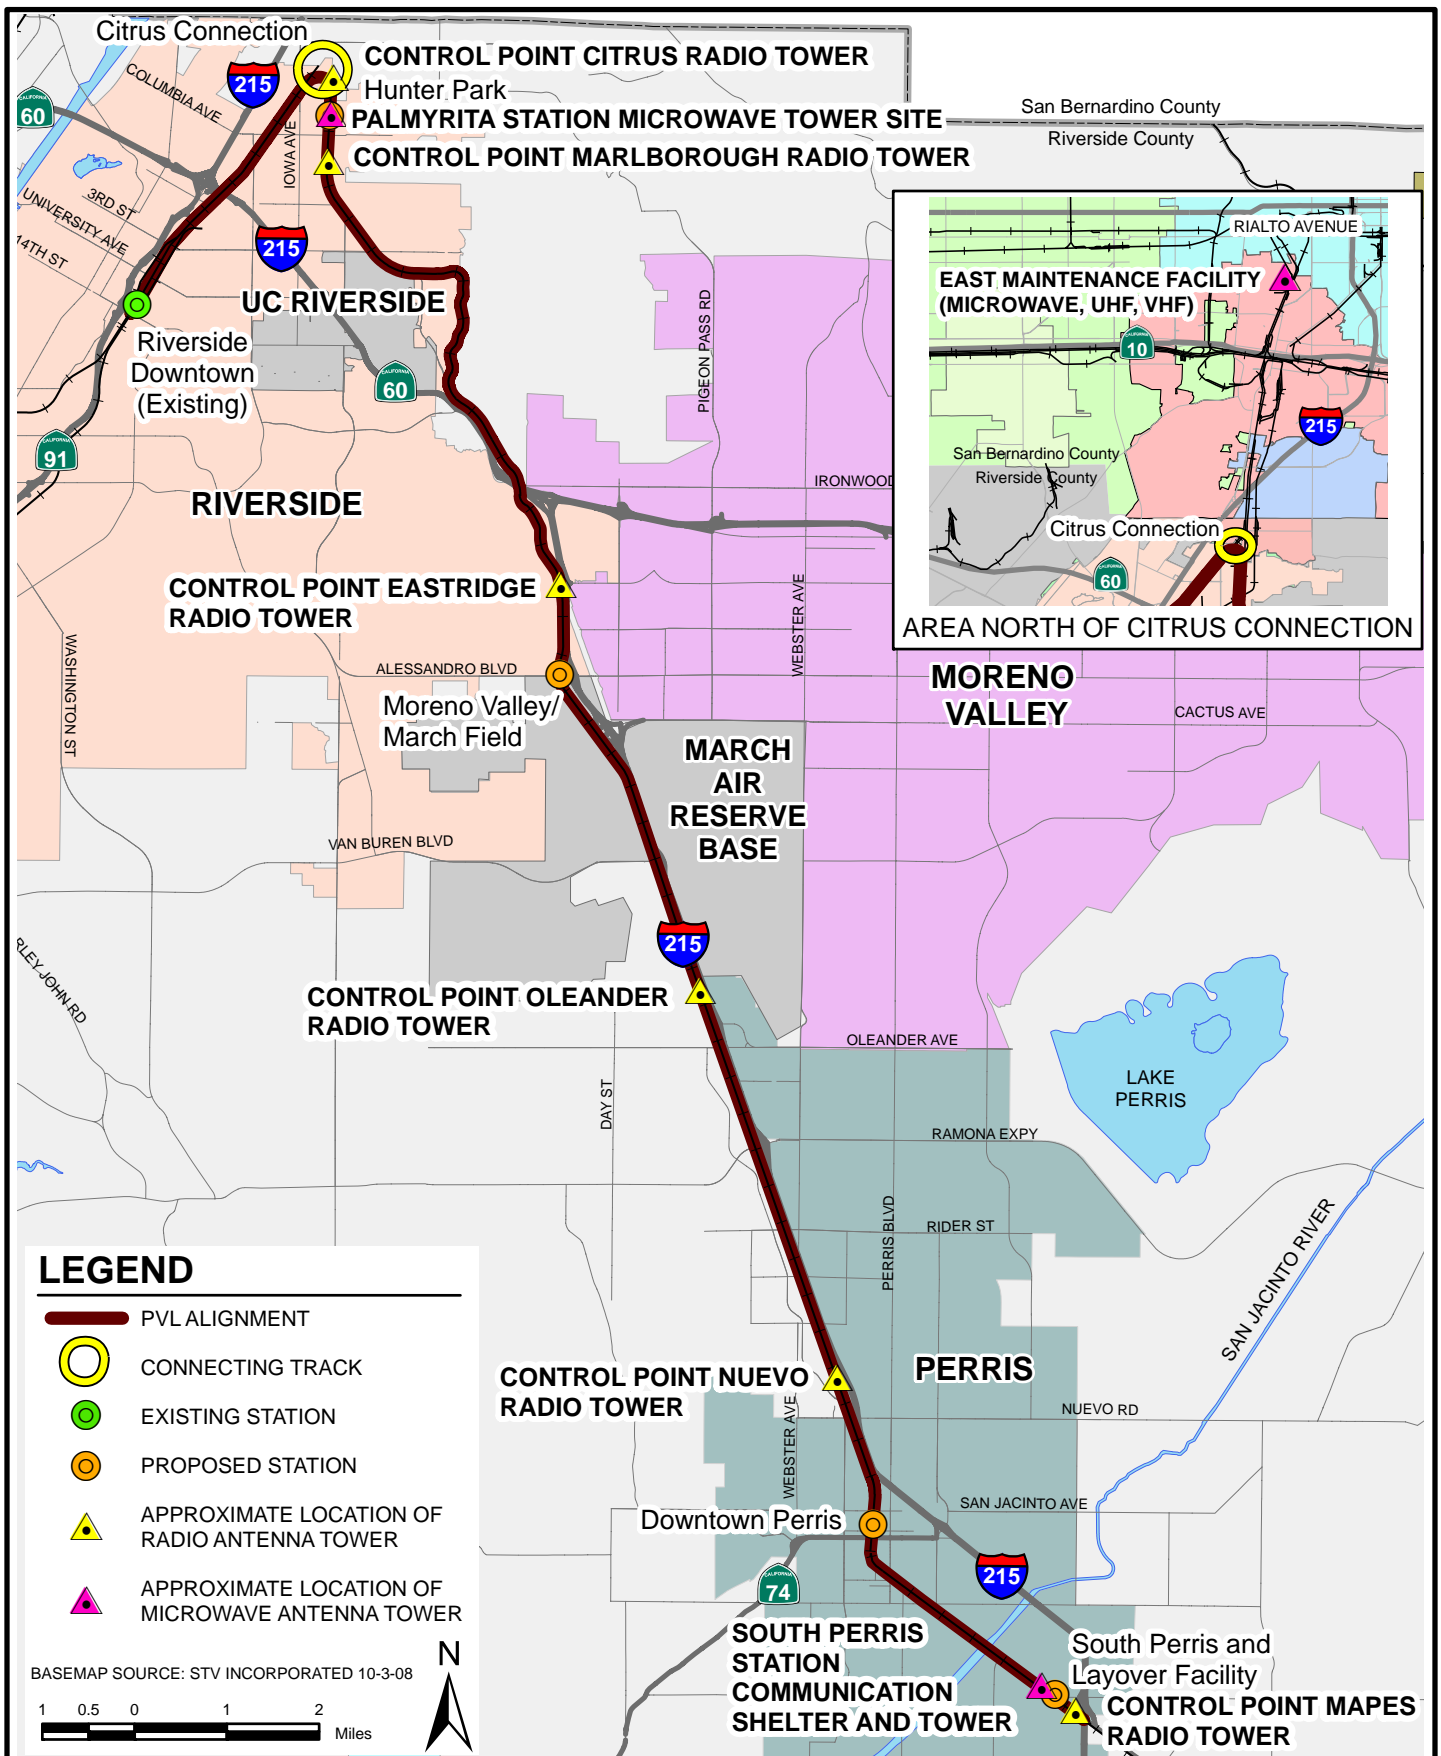 Citrus Connection
CONTROL POINT CITRUS RADIO TOWER
Hunter Park
PALMYRITA STATION MICROWAVE TOWER SITE
CONTROL POINT MARLBOROUGH RADIO TOWER
COLUMBIA AVE
CALIFORNIA
60
215
IOWA AVE
3RD ST
UNIVERSITY AVE
14TH ST
215
UC RIVERSIDE
Riverside
Downtown
(Existing)
CALIFORNIA
60
CALIFORNIA
91
RIVERSIDE
San Bernardino County
Riverside County
PIGEON PASS RD
IRONWOOD
RIALTO AVENUE
EAST MAINTENANCE FACILITY
(MICROWAVE, UHF, VHF)
CALIFORNIA
10
215
San Bernardino County
Riverside County
Citrus Connection
CALIFORNIA
60
AREA NORTH OF CITRUS CONNECTION
CONTROL POINT EASTRIDGE
RADIO TOWER
WEBSTER AVE
WASHINGTON ST
ALESSANDRO BLVD
Moreno Valley/
March Field
MORENO
VALLEY
CACTUS AVE
MARCH
AIR
RESERVE
BASE
VAN BUREN BLVD
215
RLEY JOHN RD
CONTROL POINT OLEANDER
RADIO TOWER
OLEANDER AVE
DAY ST
LAKE
PERRIS
RAMONA EXPY
PERRIS BLVD
RIDER ST
SAN JACINTO RIVER
CONTROL POINT NUEVO
RADIO TOWER
PERRIS
WEBSTER AVE
NUEVO RD
SAN JACINTO AVE
Downtown Perris
CALIFORNIA
74
215
SOUTH PERRIS
STATION
COMMUNICATION
SHELTER AND TOWER
South Perris and
Layover Facility
CONTROL POINT MAPES
RADIO TOWER
LEGEND
PVL ALIGNMENT
CONNECTING TRACK
EXISTING STATION
PROPOSED STATION
APPROXIMATE LOCATION OF
RADIO ANTENNA TOWER
APPROXIMATE LOCATION OF
MICROWAVE ANTENNA TOWER
N
BASEMAP SOURCE: STV INCORPORATED 10-3-08
1 0.5 0 1 2
Miles